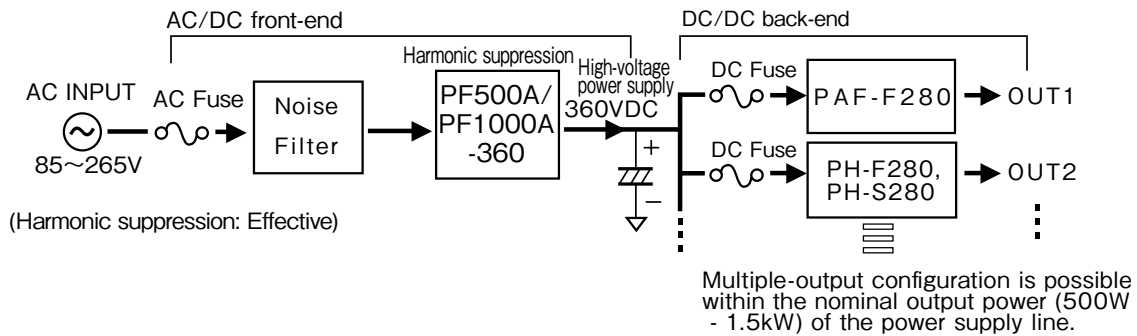 AC/DC front-end
DC/DC back-end
Harmonic suppression
High-voltage
power supply
360VDC
AC INPUT
85～265V
AC Fuse
Noise
Filter
PF500A/
PF1000A
-360
+
−
DC Fuse
PAF-F280
OUT1
DC Fuse
PH-F280,
PH-S280
OUT2
(Harmonic suppression: Effective)
Multiple-output configuration is possible
within the nominal output power (500W
- 1.5kW) of the power supply line.